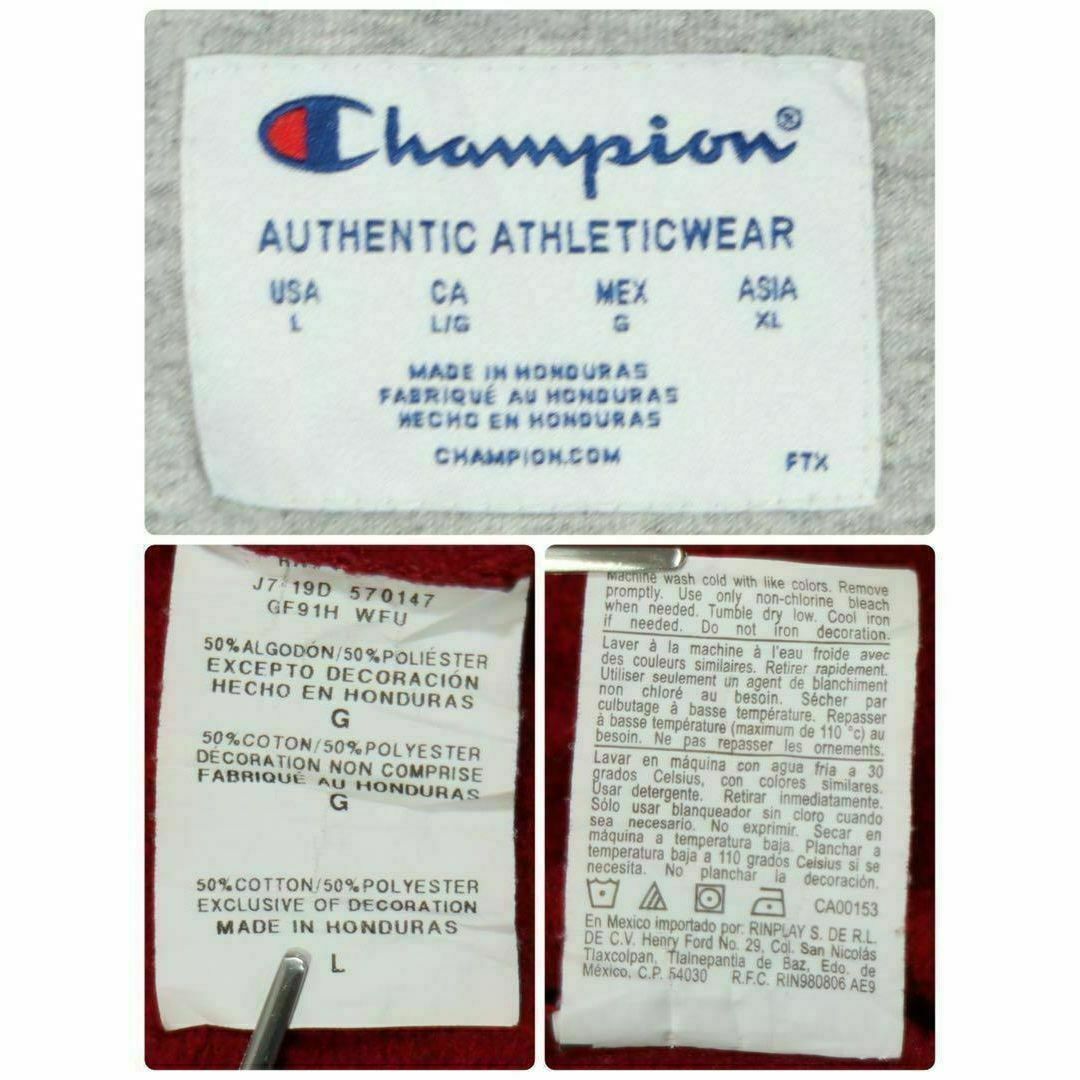 Champion®
AUTHENTIC ATHLETICWEAR
USA CA MEX ASIA
L L/G G XL
MADE IN HONDURAS
FABRIQUÉ AU HONDURAS
HECHO EN HONDURAS
CHAMPION.COM
FTX
J7 19D 570147
GF91H WFU
50%ALGODÓN/50%POLIÉSTER
EXCEPTO DECORACIÓN
HECHO EN HONDURAS
G
50%COTON/50%POLYESTER
DÉCORATION NON COMPRISE
FABRIQUÉ AU HONDURAS
G
50%COTTON/50%POLYESTER
EXCLUSIVE OF DECORATION
MADE IN HONDURAS
L
Machine wash cold with like colors. Remove
promptly. Use only non-chlorine bleach
when needed. Tumble dry low. Cool iron
if needed. Do not iron decoration.
Laver à la machine à l'eau froide avec
des couleurs similaires. Retirer rapidement.
Utiliser seulement un agent de blanchiment
non chloré au besoin. Sécher par
culbutage à basse température. Repasser
à basse température (maximum de 110 °c) au
besoin. Ne pas repasser les ornements.
Lavar en máquina con agua fria a 30
grados Celsius, con colores similares.
Usar detergente. Retirar inmediatamente.
Sólo usar blanqueador sin cloro cuando
sea necesario. No exprimir. Secar en
máquina a temperatura baja. Planchar a
temperatura baja a 110 grados Celsius si se
necesita. No planchar la decoración.
CA00153
En Mexico importado por: RINPLAY S. DE R.L.
DE C.V. Henry Ford No. 29, Col. San Nicolás
Tlaxcolpan, Tlalnepantla de Baz, Edo. de
México, C.P. 54030 R.F.C. RIN980806 AE9